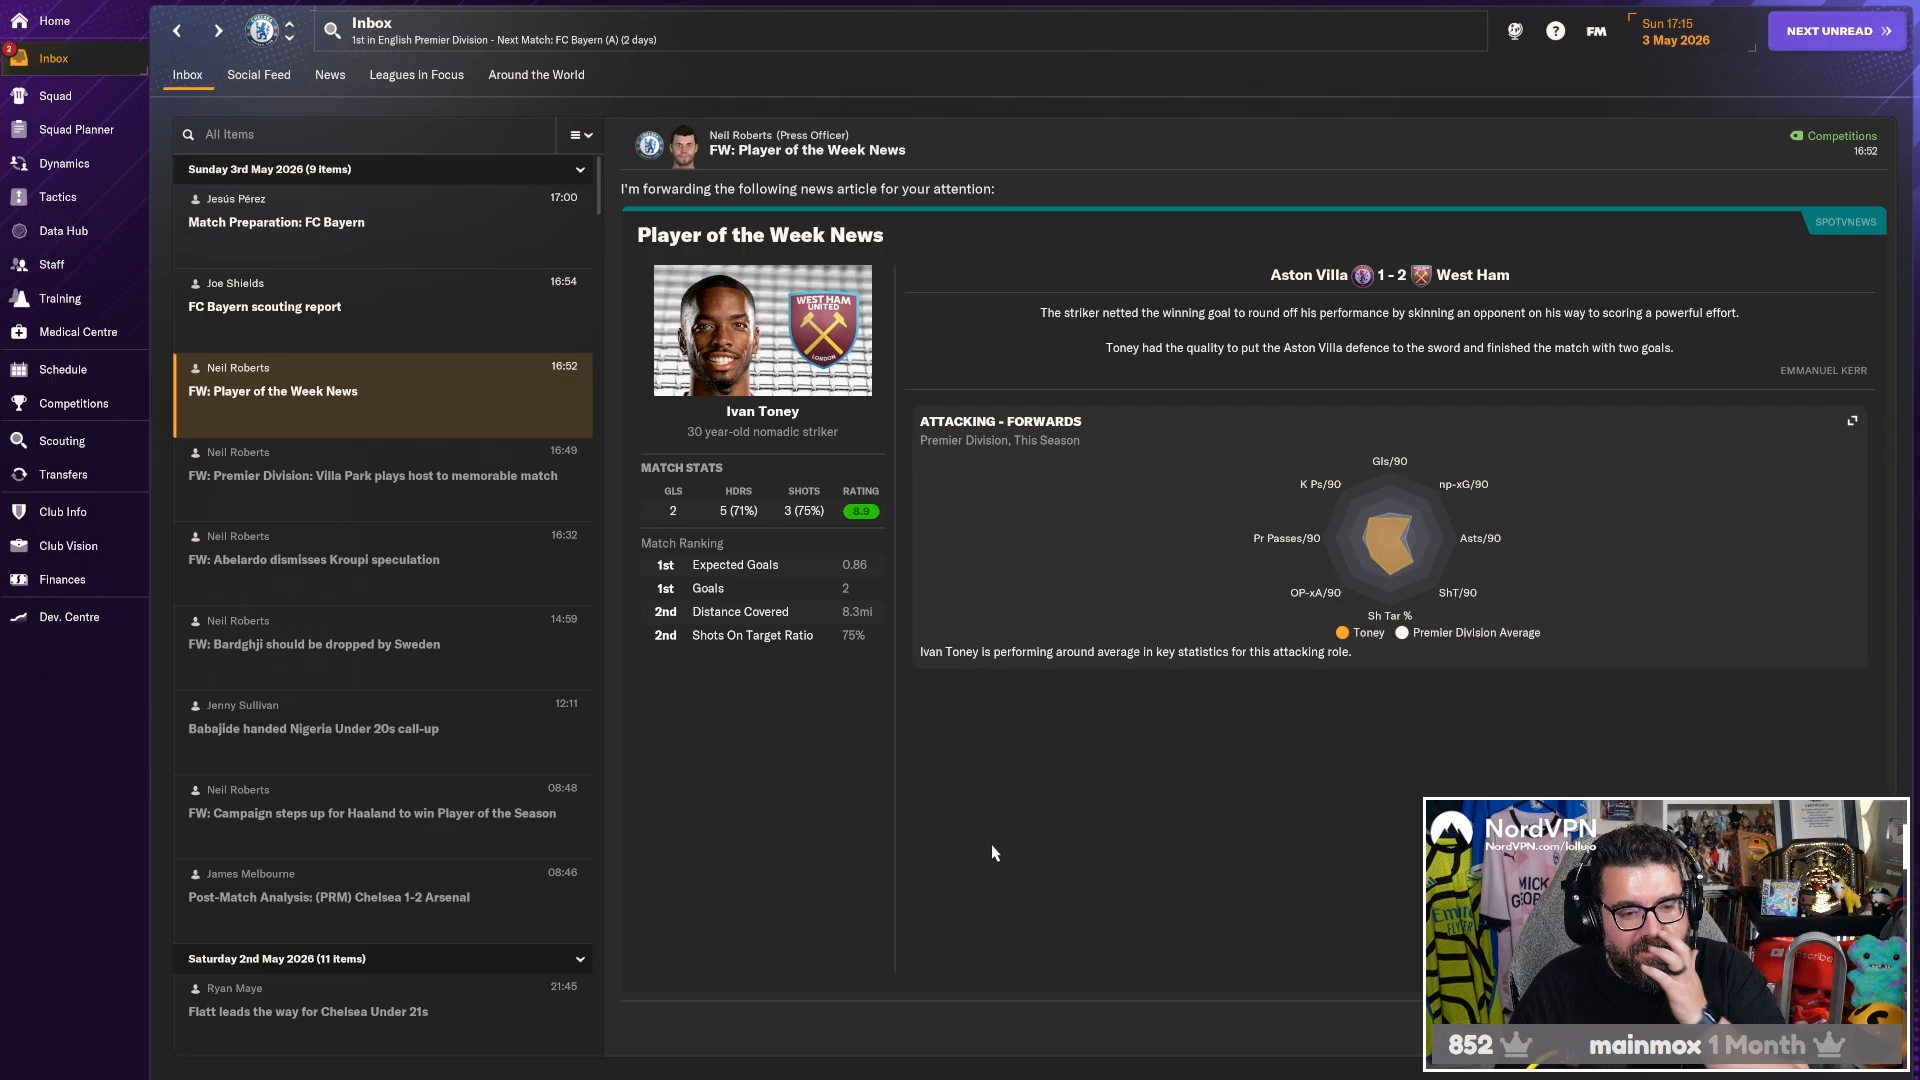 Home
2
Inbox
Squad
Squad Planner
Dynamics
Tactics
Data Hub
Staff
Training
Medical Centre
Schedule
Competitions
Scouting
Transfers
Club Info
Club Vision
Finances
Dev. Centre
Inbox
1st in English Premier Division - Next Match: FC Bayern (A) (2 days)
?
FM
Sun 17:15
3 May 2026
NEXT UNREAD
Inbox Social Feed News Leagues in Focus Around the World
All Items
Sunday 3rd May 2026 (9 items)
Jesús Pérez 17:00
Match Preparation: FC Bayern
Joe Shields 16:54
FC Bayern scouting report
Neil Roberts 16:52
FW: Player of the Week News
Neil Roberts 16:49
FW: Premier Division: Villa Park plays host to memorable match
Neil Roberts 16:32
FW: Abelardo dismisses Kroupi speculation
Neil Roberts 14:59
FW: Bardghji should be dropped by Sweden
Jenny Sullivan 12:11
Babajide handed Nigeria Under 20s call-up
Neil Roberts 08:48
FW: Campaign steps up for Haaland to win Player of the Season
James Melbourne 08:46
Post-Match Analysis: (PRM) Chelsea 1-2 Arsenal
Saturday 2nd May 2026 (11 items)
Ryan Maye 21:45
Flatt leads the way for Chelsea Under 21s
Neil Roberts (Press Officer)
FW: Player of the Week News
Competitions
16:52
I'm forwarding the following news article for your attention:
SPOTVNEWS
Player of the Week News
WEST HAM
UNITED
LONDON
Ivan Toney
30 year-old nomadic striker
MATCH STATS
GLS HDRS SHOTS RATING
2 5 (71%) 3 (75%) 8.9
Match Ranking
1st Expected Goals 0.86
1st Goals 2
2nd Distance Covered 8.3mi
2nd Shots On Target Ratio 75%
Aston Villa 1 - 2 West Ham
The striker netted the winning goal to round off his performance by skinning an opponent on his way to scoring a powerful effort.
Toney had the quality to put the Aston Villa defence to the sword and finished the match with two goals.
EMMANUEL KERR
ATTACKING - FORWARDS
Premier Division, This Season
Gls/90
K Ps/90 np-xG/90
Pr Passes/90 Asts/90
OP-xA/90 ShT/90
Sh Tar %
Toney Premier Division Average
Ivan Toney is performing around average in key statistics for this attacking role.
NordVPN
NordVPN.com/lollujo
852 mainmox 1 Month